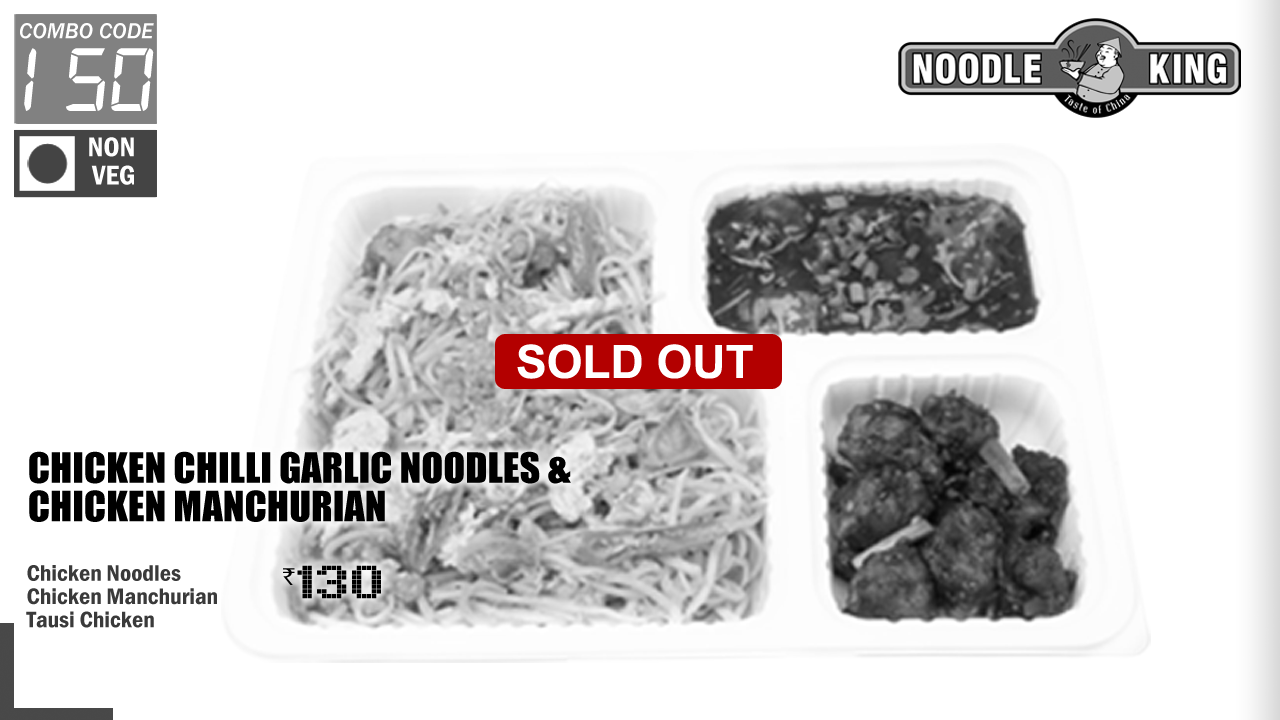 COMBO CODE
150
NON
VEG
NOODLE KING
Taste of China
SOLD OUT
CHICKEN CHILLI GARLIC NOODLES &
CHICKEN MANCHURIAN
Chicken Noodles
Chicken Manchurian
Tausi Chicken
₹130